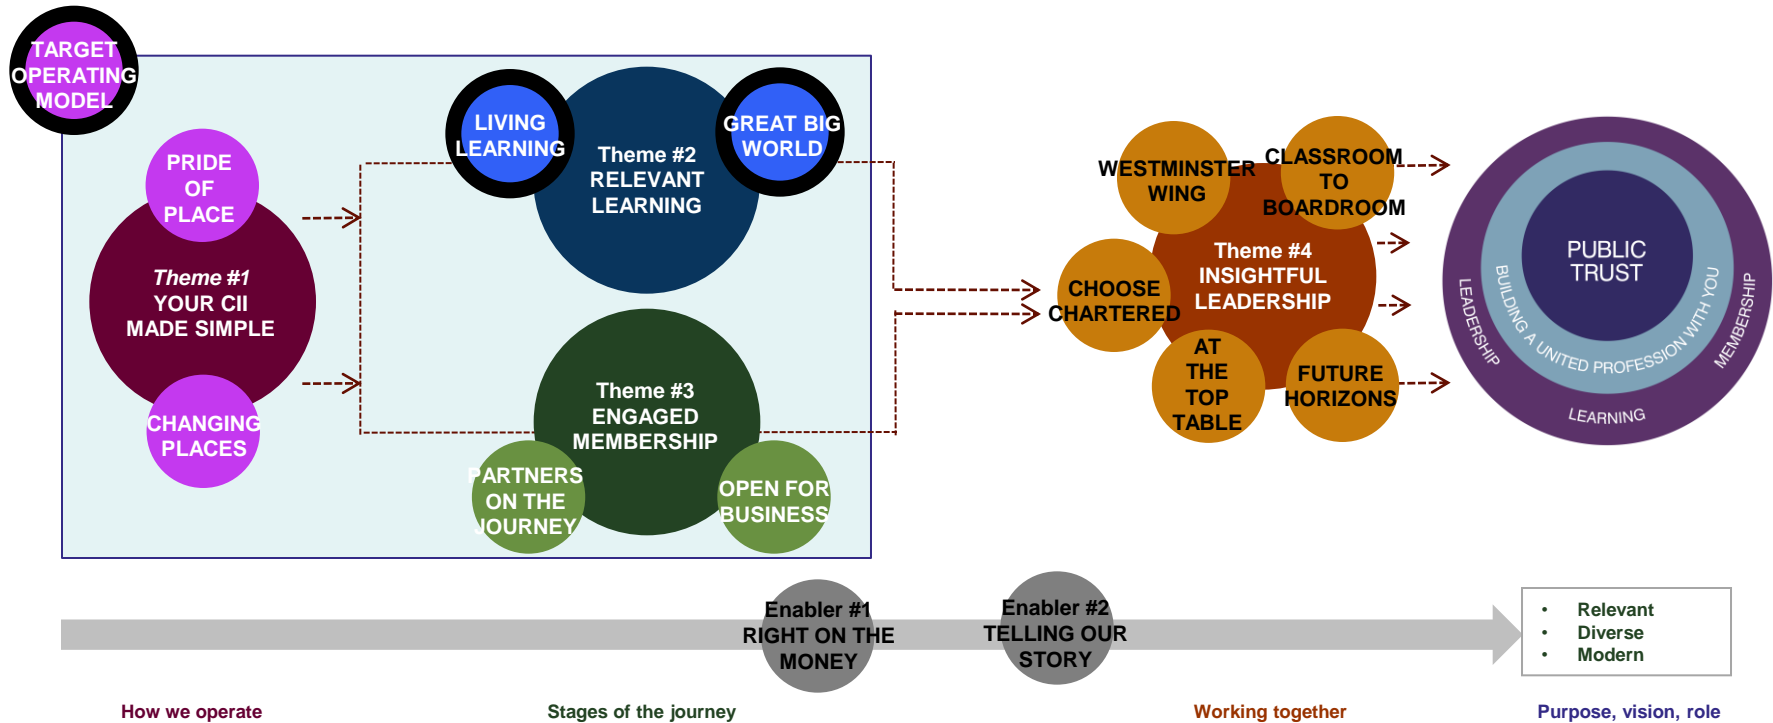 TARGET
OPERATING
MODEL
PRIDE
OF
PLACE
Theme #1
YOUR CII
MADE SIMPLE
CHANGING
PLACES
LIVING
LEARNING
Theme #2
RELEVANT
LEARNING
GREAT BIG
WORLD
Theme #3
ENGAGED
MEMBERSHIP
PARTNERS
ON THE
JOURNEY
OPEN FOR
BUSINESS
WESTMINSTER
WING
CLASSROOM
TO
BOARDROOM
CHOOSE
CHARTERED
Theme #4
INSIGHTFUL
LEADERSHIP
AT
THE
TOP
TABLE
FUTURE
HORIZONS
PUBLIC
TRUST
BUILDING A UNITED PROFESSION WITH YOU
LEADERSHIP
LEARNING
MEMBERSHIP
Enabler #1
RIGHT ON THE
MONEY
Enabler #2
TELLING OUR
STORY
• Relevant
• Diverse
• Modern
How we operate
Stages of the journey
Working together
Purpose, vision, role